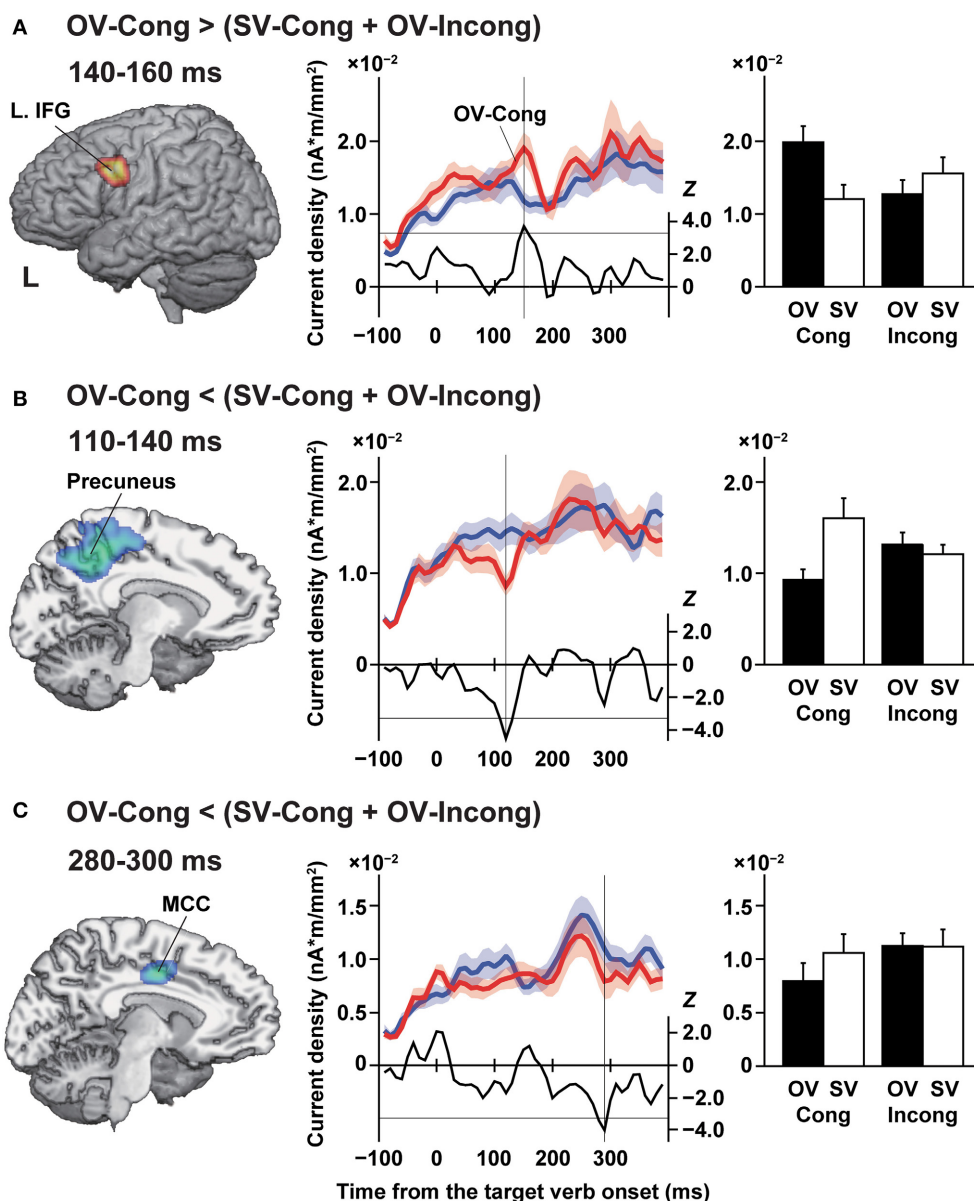 A OV-Cong > (SV-Cong + OV-Incong)
140-160 ms
L. IFG
L
Current density (nA*m/mm²)
×10⁻²
2.0
1.0
0
OV-Cong
Z
4.0
2.0
0
−100 0 100 200 300
×10⁻²
2.0
1.0
0
OV SV OV SV
Cong Incong
B OV-Cong < (SV-Cong + OV-Incong)
110-140 ms
Precuneus
Current density (nA*m/mm²)
×10⁻²
2.0
1.0
0
Z
2.0
0
−2.0
−4.0
−100 0 100 200 300
×10⁻²
2.0
1.0
0
OV SV OV SV
Cong Incong
C OV-Cong < (SV-Cong + OV-Incong)
280-300 ms
MCC
Current density (nA*m/mm²)
×10⁻²
1.5
1.0
0.5
0
Z
2.0
0
−2.0
−4.0
−100 0 100 200 300
Time from the target verb onset (ms)
×10⁻²
1.5
1.0
0.5
0
OV SV OV SV
Cong Incong